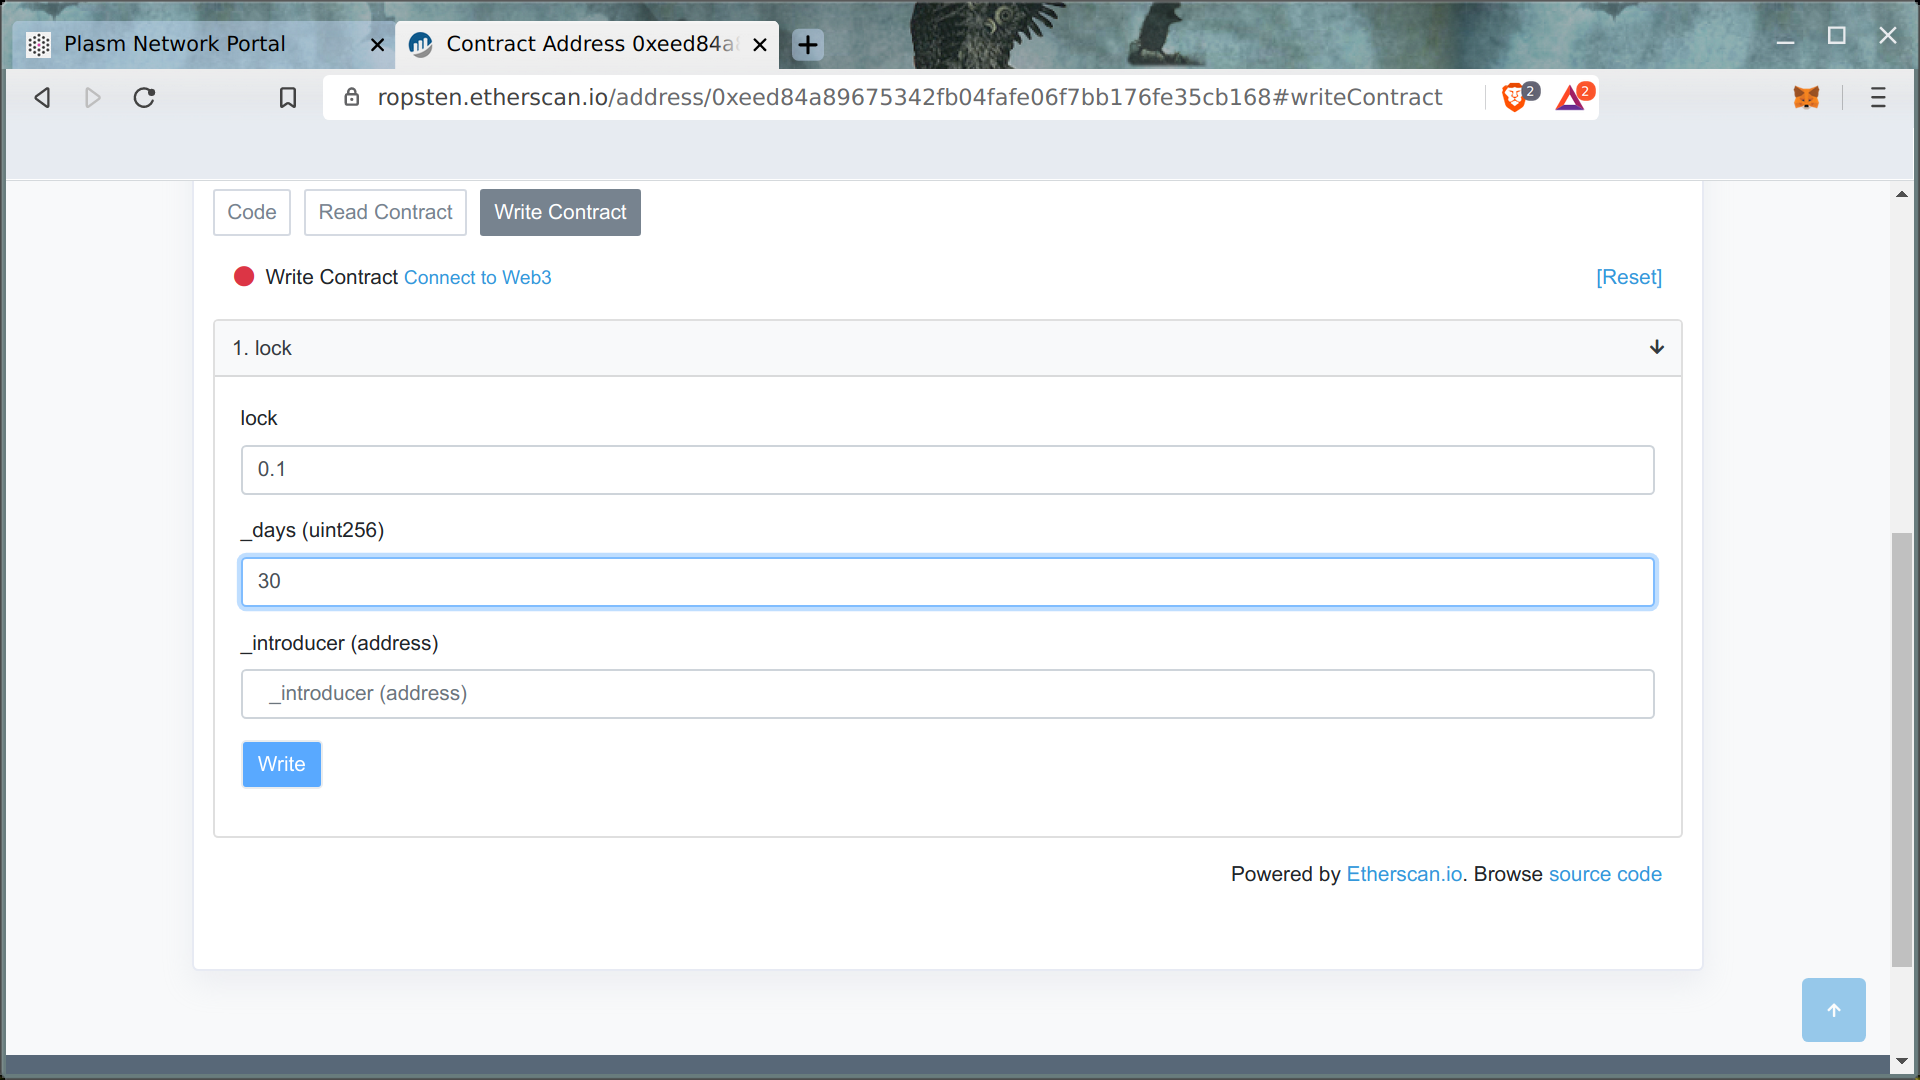 Plasm Network Portal
Contract Address 0xeed84a8
ropsten.etherscan.io/address/0xeed84a89675342fb04fafe06f7bb176fe35cb168#writeContract
2
2
Code
Read Contract
Write Contract
Write Contract Connect to Web3
[Reset]
1. lock
lock
0.1
_days (uint256)
30
_introducer (address)
_introducer (address)
Write
Powered by Etherscan.io. Browse source code